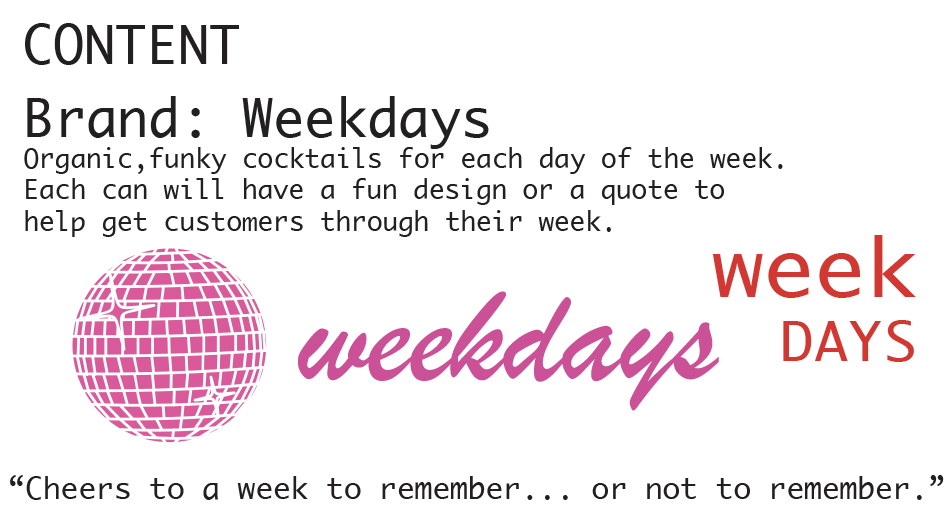 CONTENT
Brand: Weekdays
Organic,funky cocktails for each day of the week.
Each can will have a fun design or a quote to
help get customers through their week.
weekdays
week
DAYS
“Cheers to a week to remember... or not to remember.”